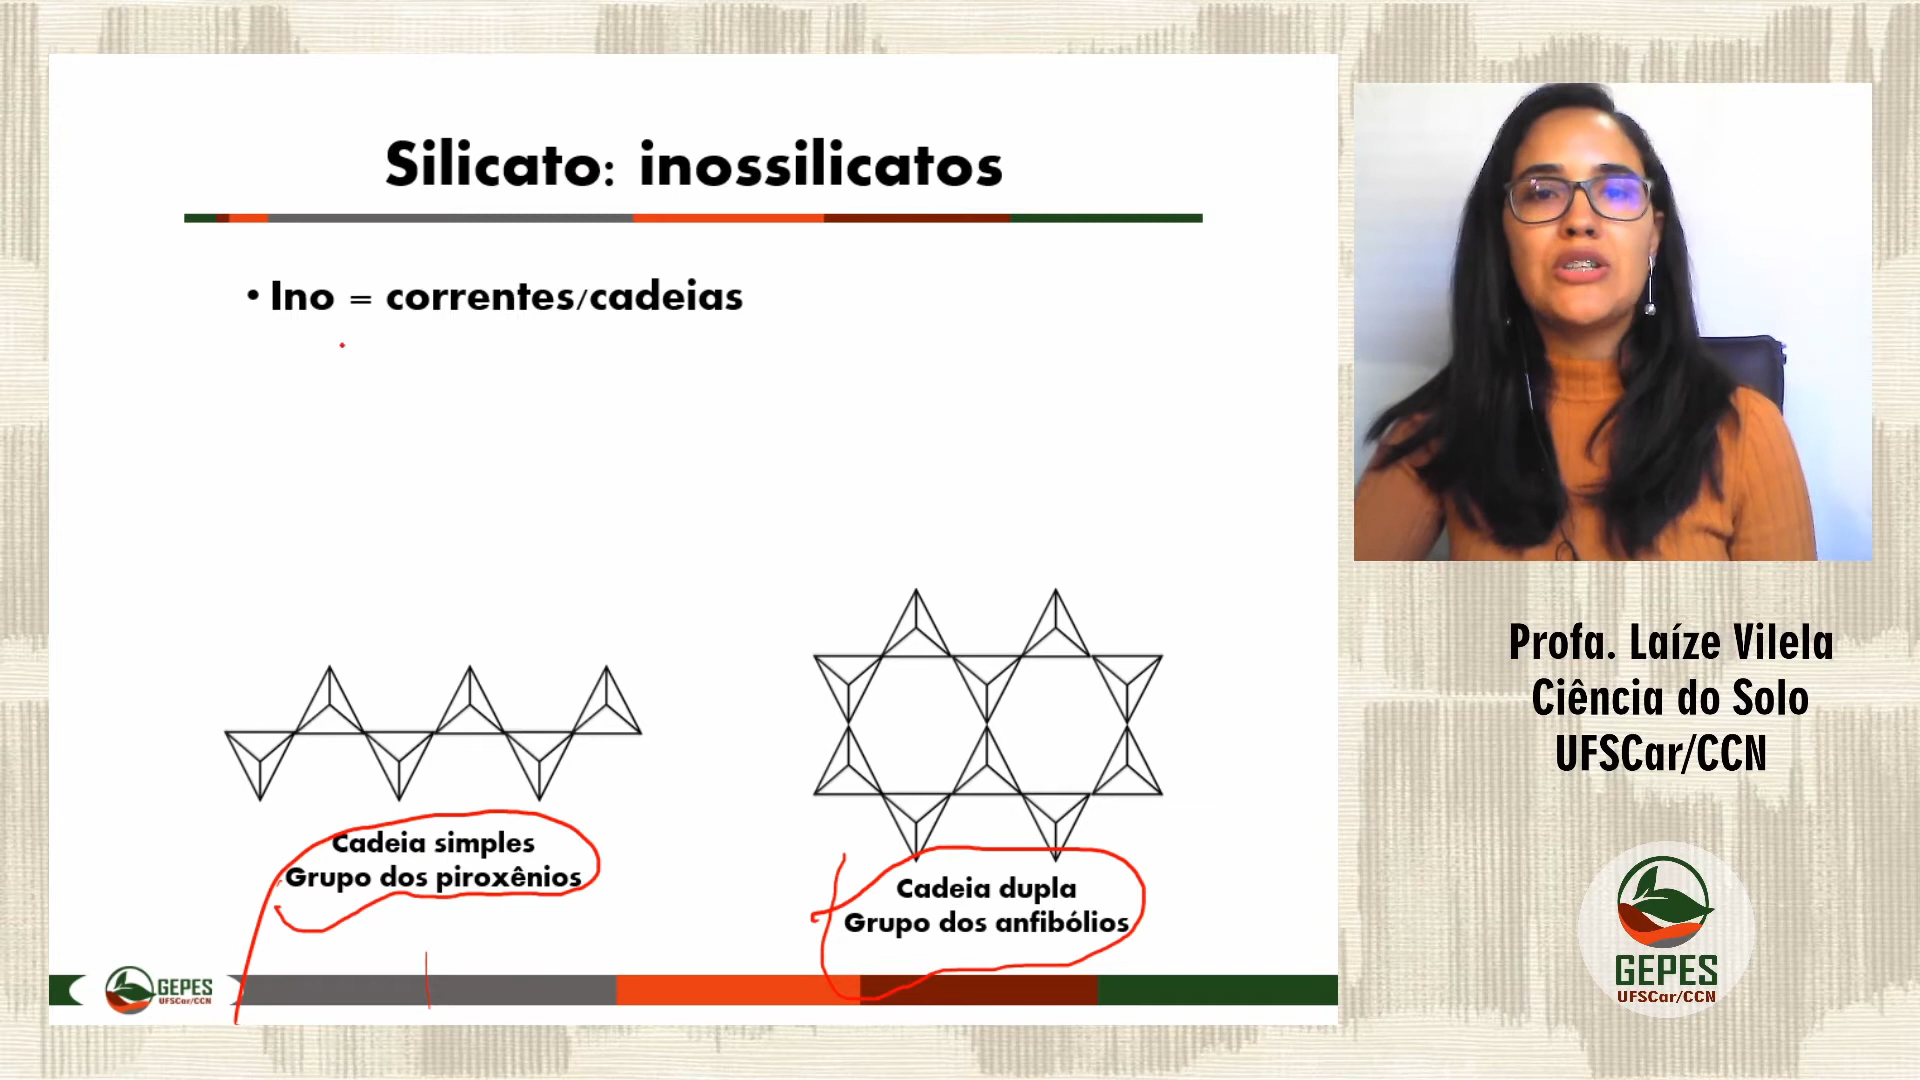 Silicato: inossilicatos
• Ino = correntes/cadeias
Cadeia simples
Grupo dos piroxênios
Cadeia dupla
Grupo dos anfibólios
GEPES
UFSCar/CCN
Profa. Laíze Vilela
Ciência do Solo
UFSCar/CCN
GEPES
UFSCar/CCN